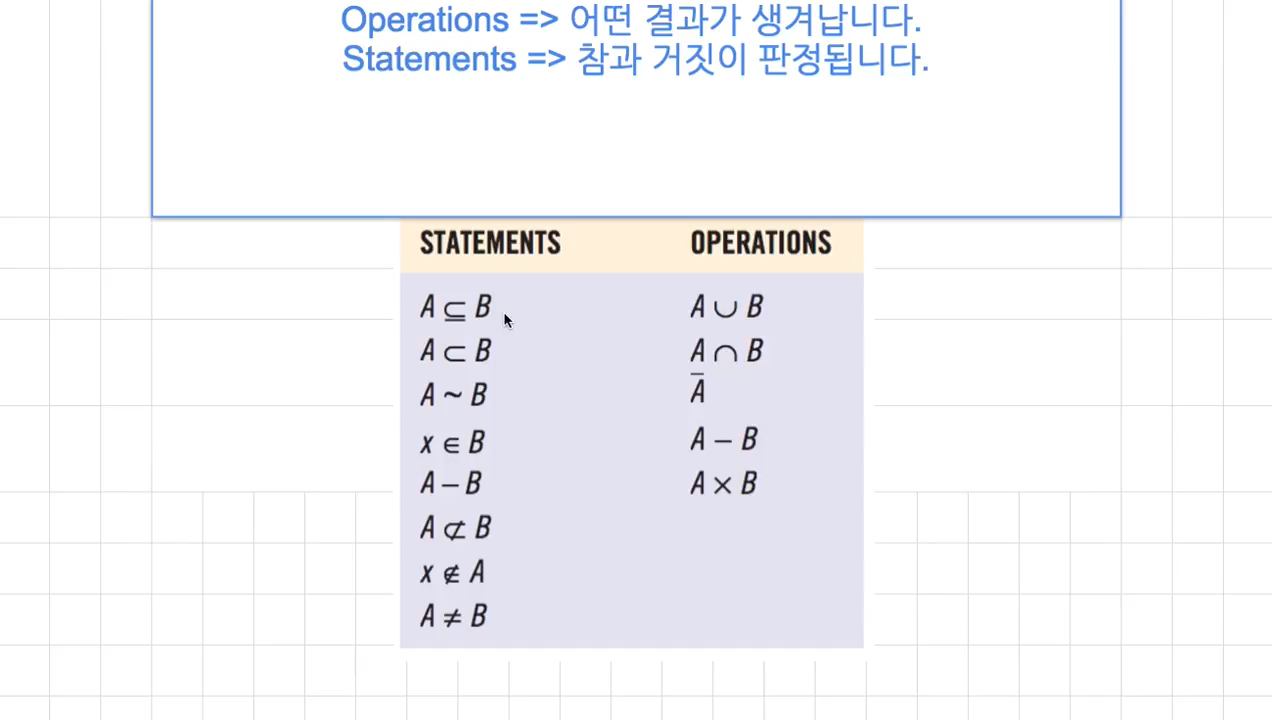 Operations => 어떤 결과가 생겨납니다.
Statements => 참과 거짓이 판정됩니다.
STATEMENTS OPERATIONS
A ⊆ B A ∪ B
A ⊂ B A ∩ B
A ~ B A̅
x ∈ B A − B
A − B A × B
A ⊄ B
x ∉ A
A ≠ B